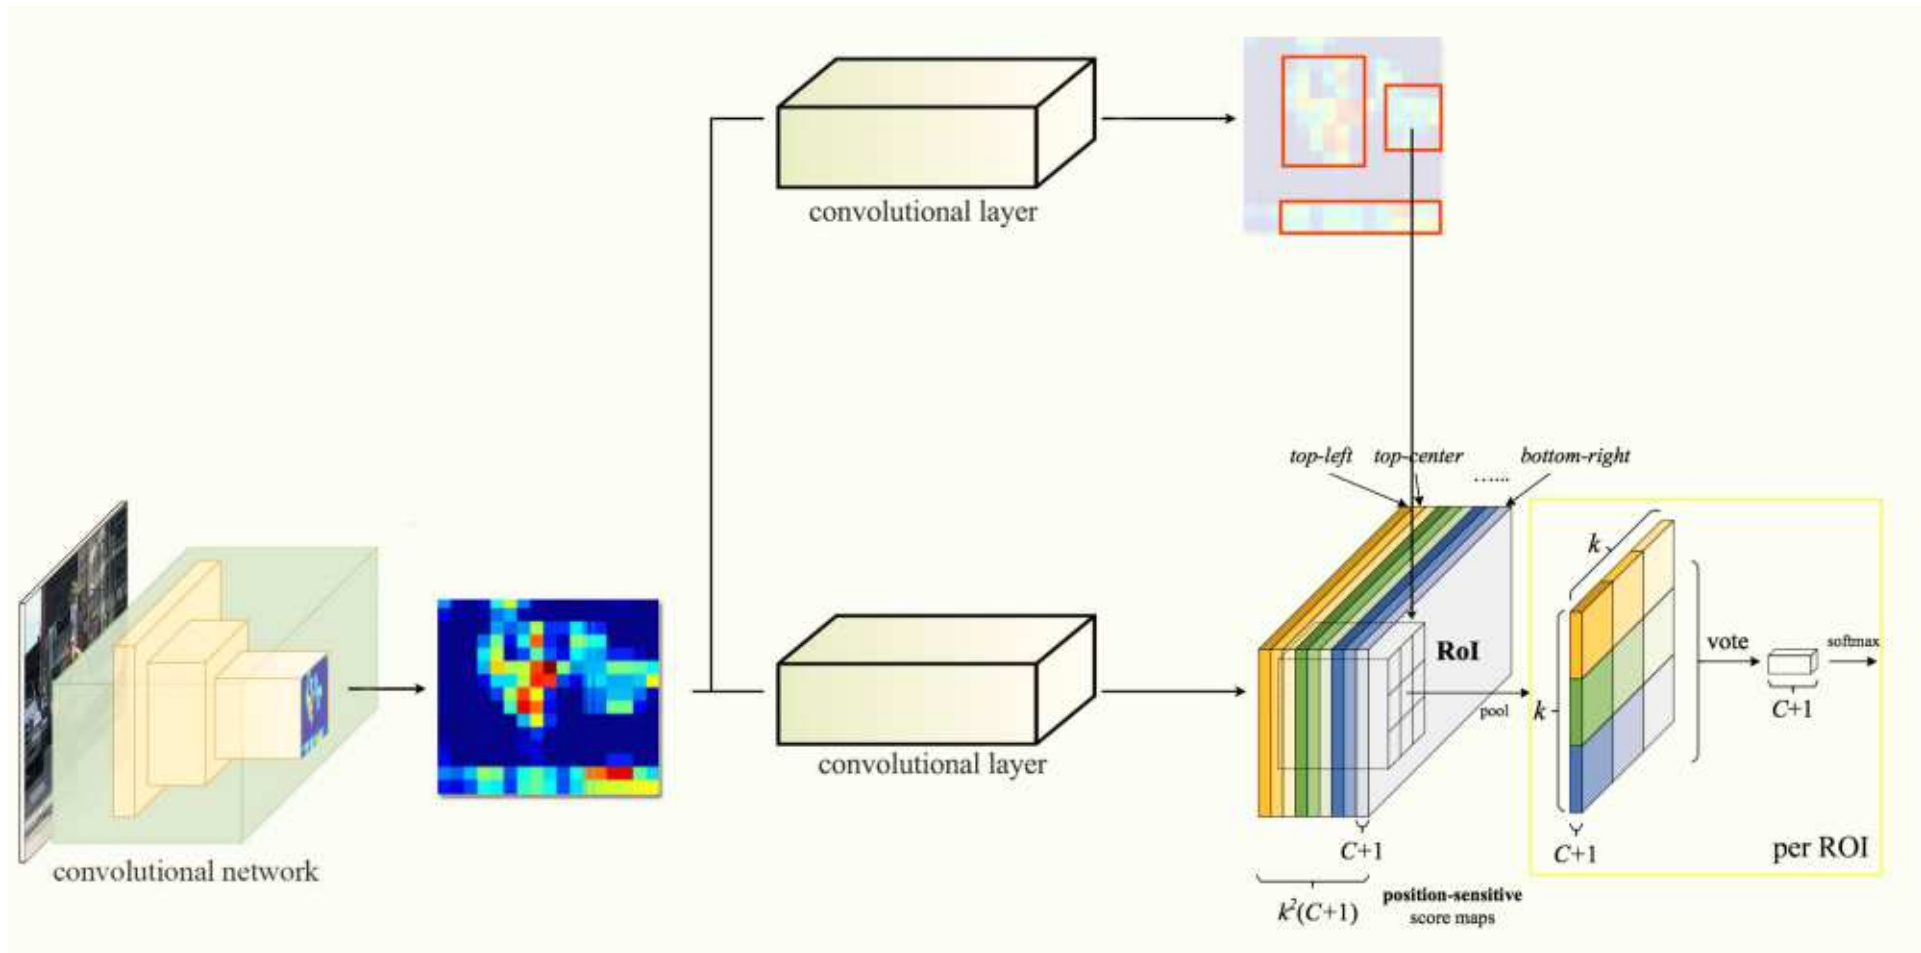 convolutional layer
top-left top-center ...... bottom-right
k
RoI
vote
softmax
k
pool
C+1
convolutional layer
C+1
C+1
per ROI
convolutional network
k²(C+1)
position-sensitive
score maps